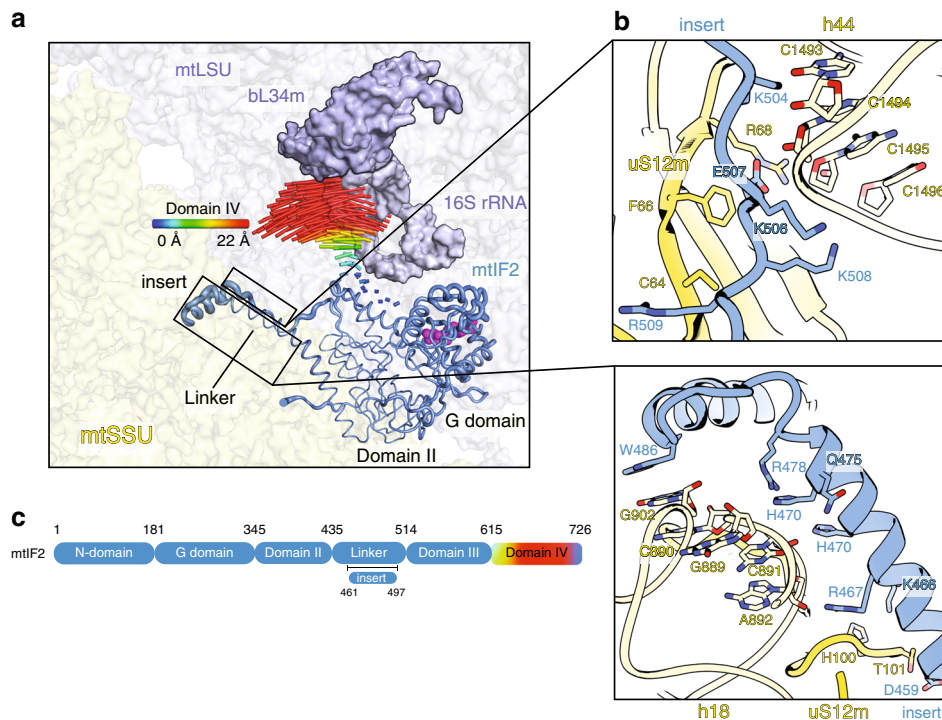 a
mtLSU
bL34m
Domain IV
0 Å
22 Å
16S rRNA
mtIF2
insert
Linker
mtSSU
Domain II
G domain
b
insert
h44
C1493
K504
C1494
R68
uS12m
E507
C1495
F66
C1496
K506
C64
K508
R509
W486
R478
Q475
G902
H470
C890
G889
C891
H470
R467
K466
A892
H100
T101
D459
h18
uS12m
insert
c
1 181 345 435 514 615 726
mtIF2 N-domain G domain Domain II Linker Domain III Domain IV
insert
461 497